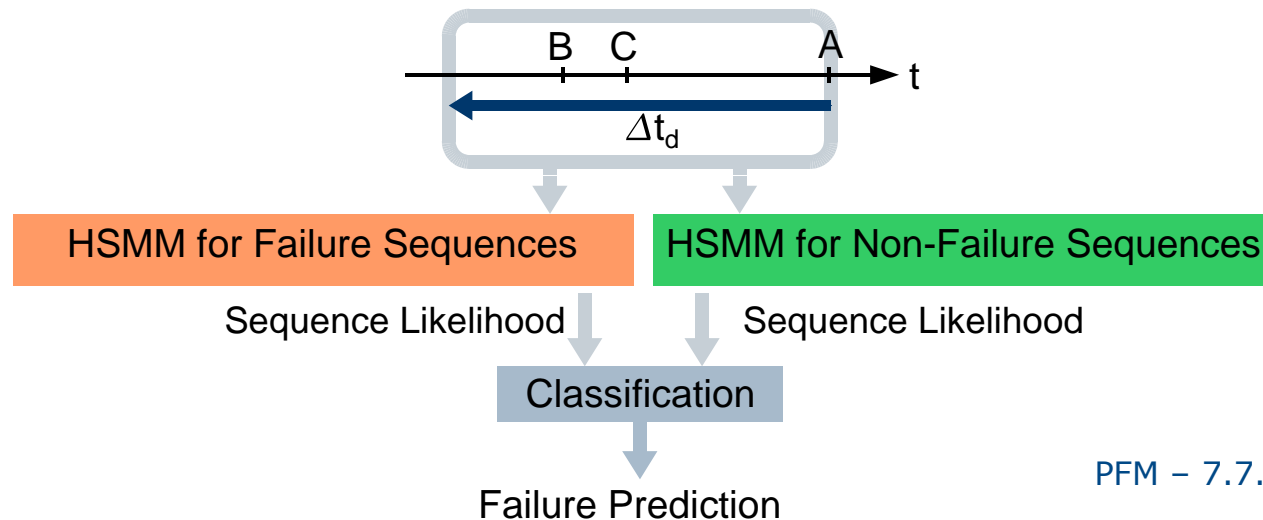 B C A
t
Δt_d
HSMM for Failure Sequences
HSMM for Non-Failure Sequences
Sequence Likelihood
Sequence Likelihood
Classification
PFM – 7.7.
Failure Prediction